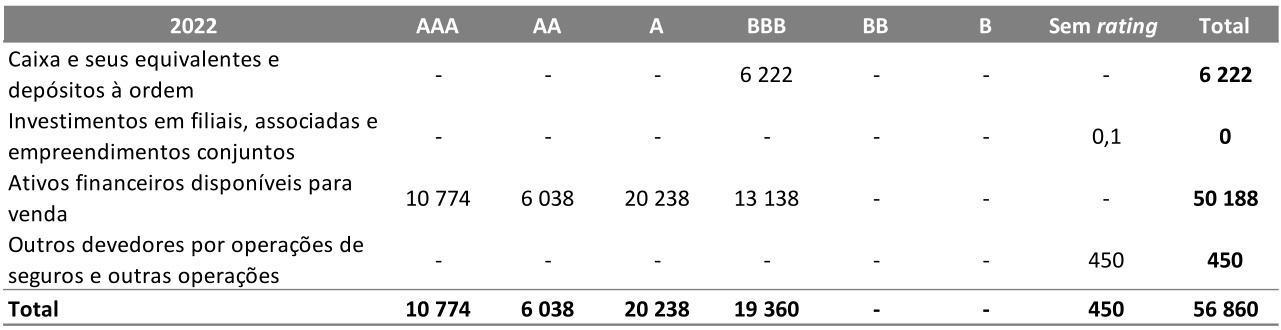 2022 AAA AA A BBB BB B Sem rating Total
Caixa e seus equivalentes e
depósitos à ordem - - - 6 222 - - - 6 222
Investimentos em filiais, associadas e
empreendimentos conjuntos - - - - - - 0,1 0
Ativos financeiros disponíveis para
venda 10 774 6 038 20 238 13 138 - - - 50 188
Outros devedores por operações de
seguros e outras operações - - - - - - 450 450
Total 10 774 6 038 20 238 19 360 - - 450 56 860